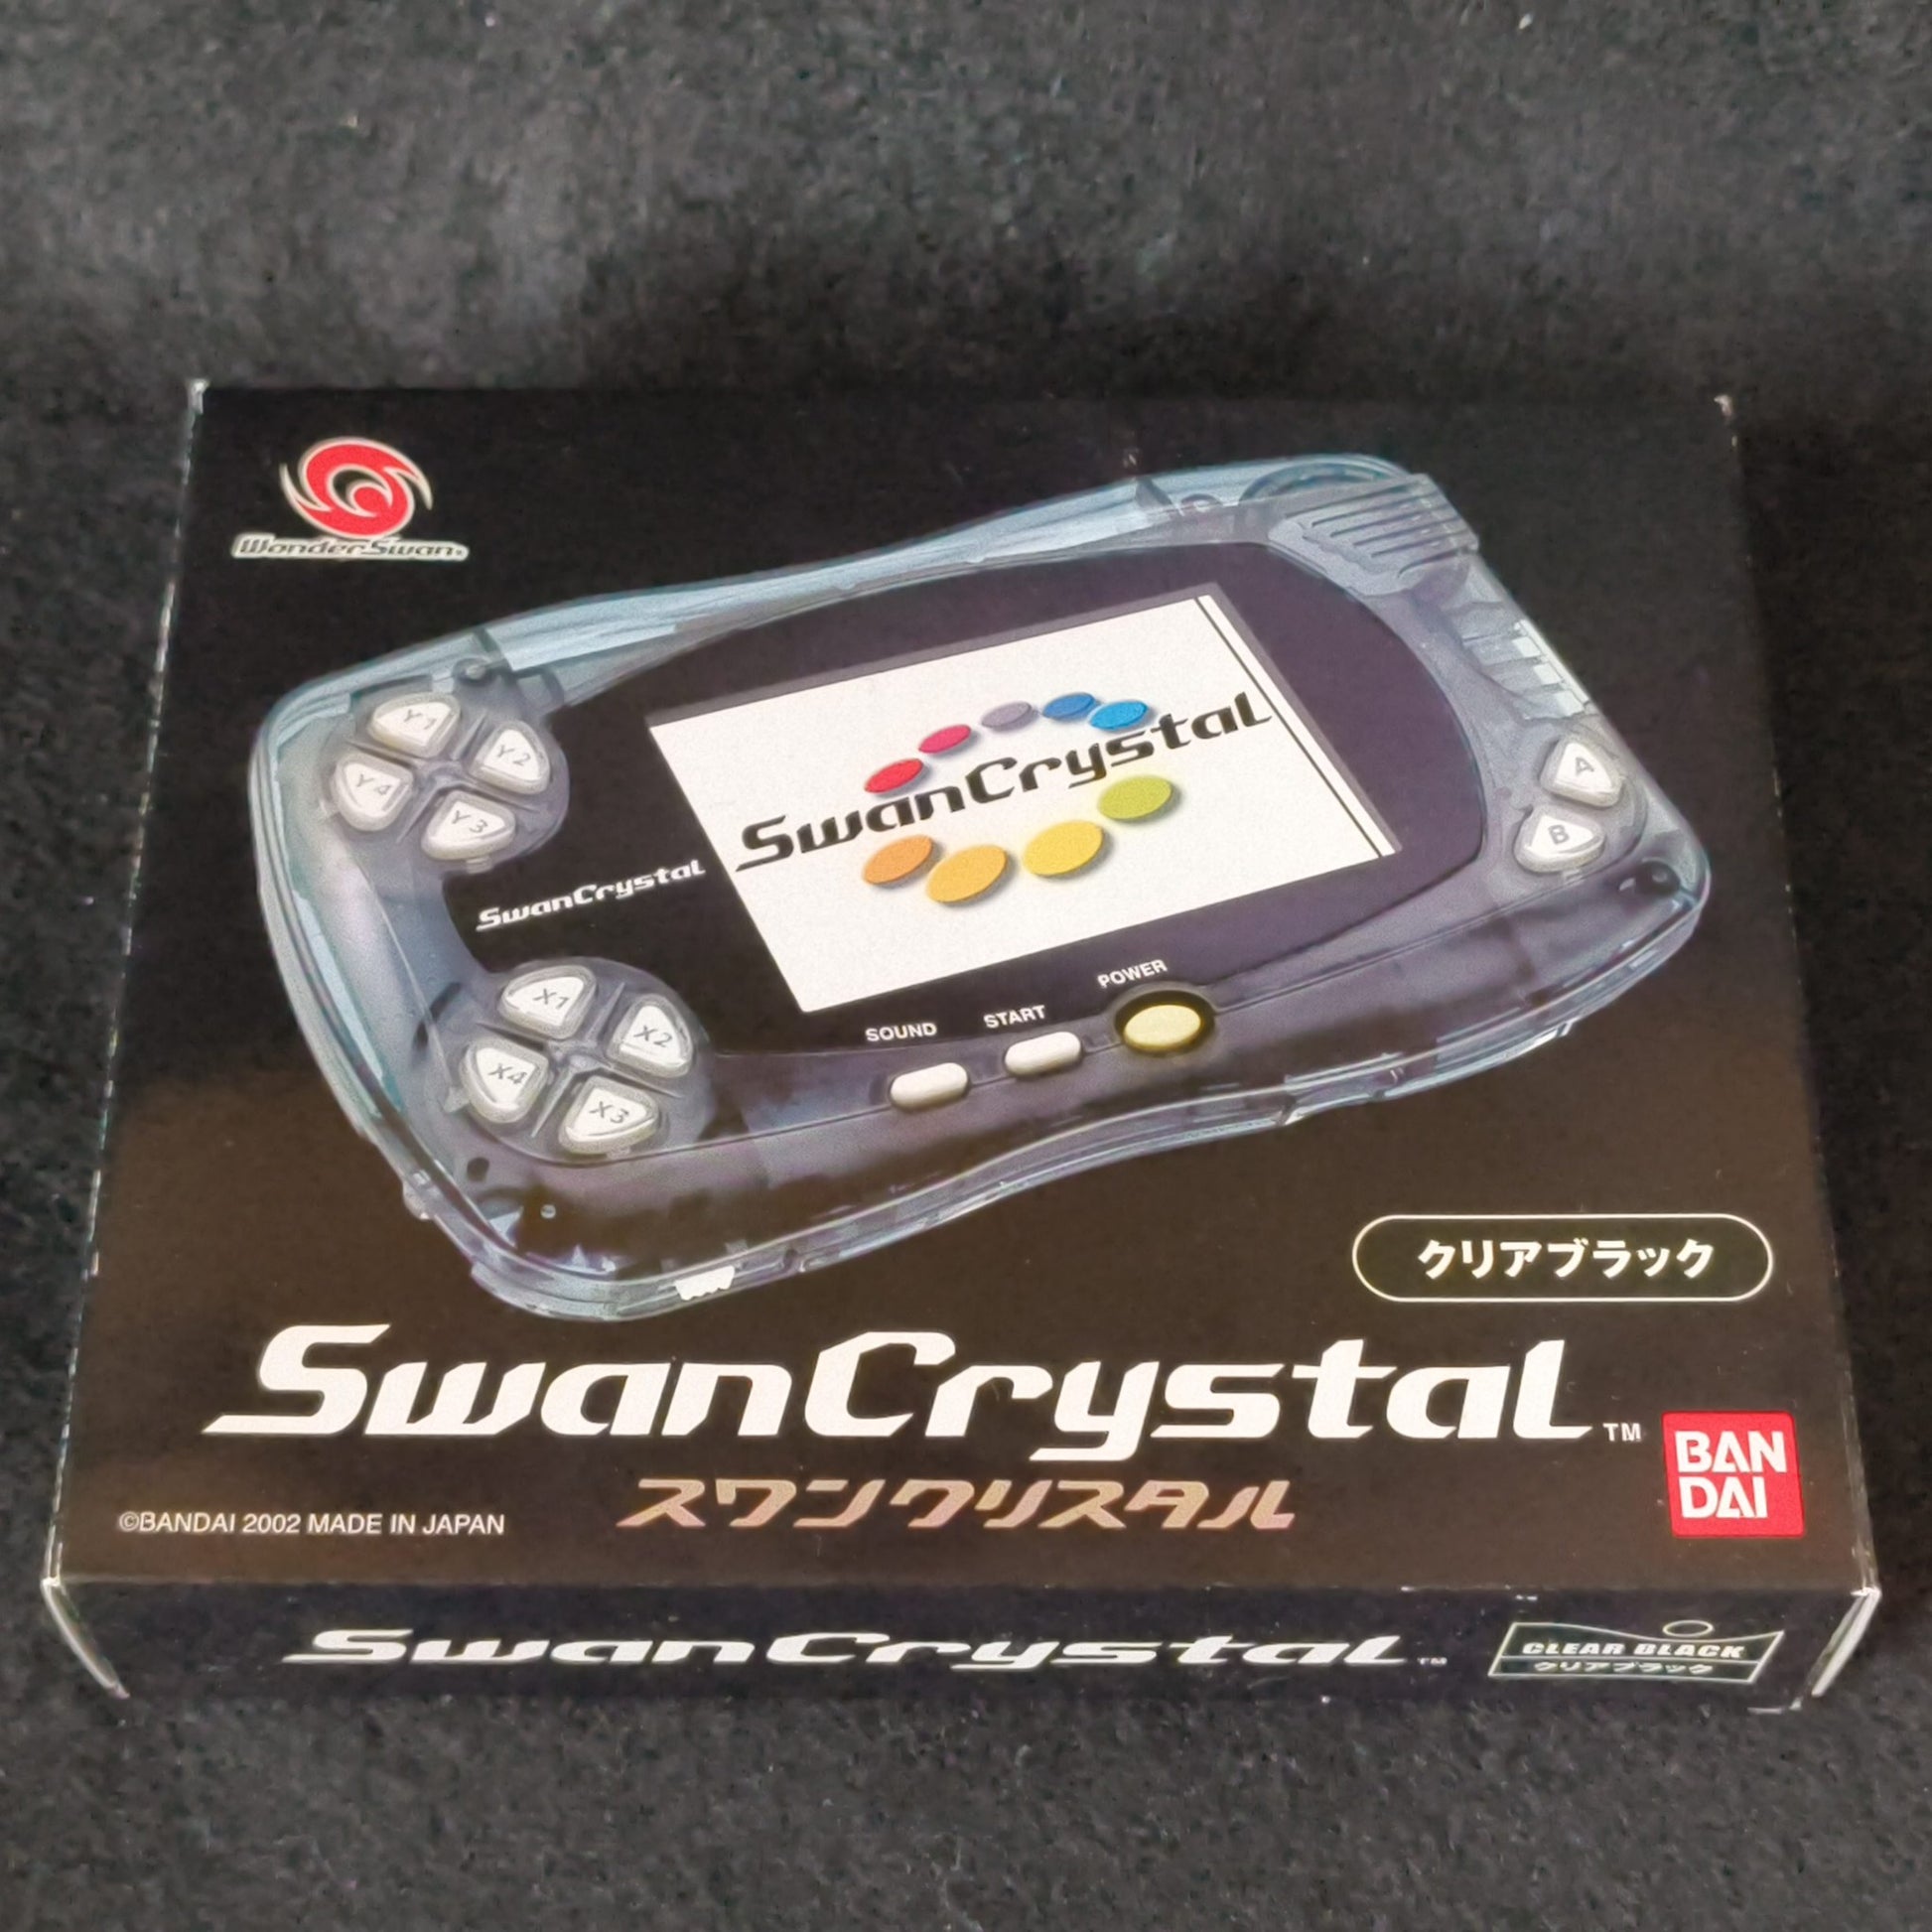 WonderSwan
Y1
Y2
Y4
Y3
SwanCrystal
SwanCrystal
A
B
X1
X2
X4
X3
SOUND
START
POWER
クリアブラック
SwanCrystal™
スワンクリスタル
BAN
DAI
©BANDAI 2002 MADE IN JAPAN
SwanCrystal™
CLEAR BLACK
クリアブラック